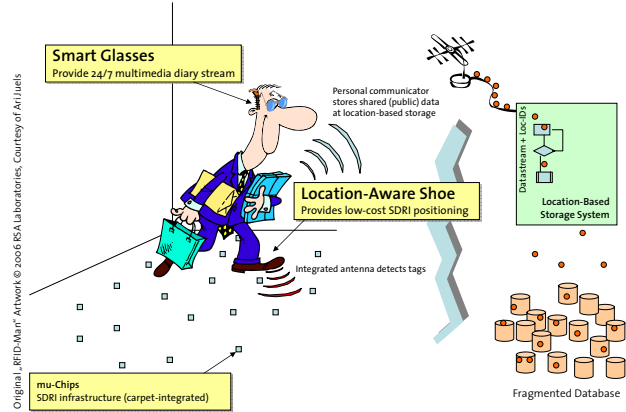 Smart Glasses
Provide 24/7 multimedia diary stream
Personal communicator
stores shared (public) data
at location-based storage
Datastream + Loc-IDs
Location-Based
Storage System
Location-Aware Shoe
Provides low-cost SDRI positioning
Integrated antenna detects tags
mu-Chips
SDRI infrastructure (carpet-integrated)
Fragmented Database
Original „RFID-Man“ Artwork © 2006 RSA Laboratories, Courtesy of Ari Juels